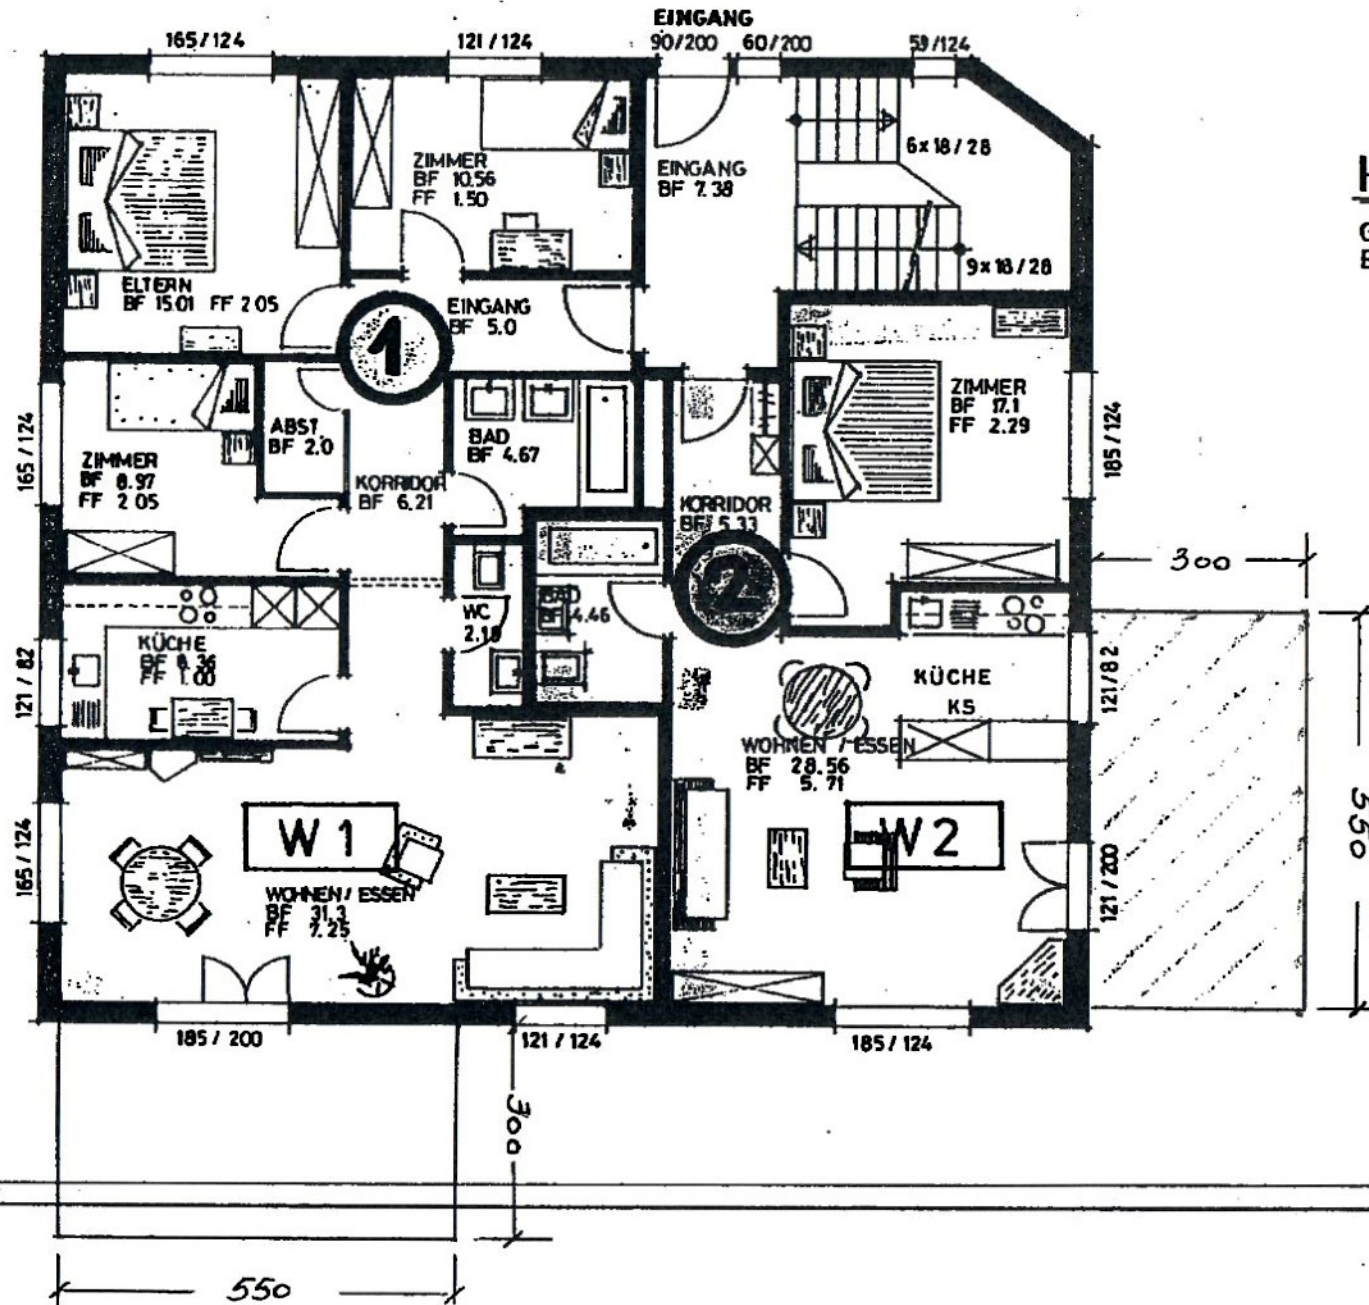 EINGANG
165/124
121/124
90/200
60/200
59/124
ZIMMER
BF 10.56
FF 1.50
EINGANG
BF 7.38
6x18/28
9x18/28
ELTERN
BF 15.01 FF 2.05
EINGANG
BF 5.0
1
165/124
ZIMMER
BF 8.97
FF 2.05
ABST
BF 2.0
KORRIDOR
BF 6.21
BAD
BF 4.67
KORRIDOR
BF 5.33
ZIMMER
BF 17.1
FF 2.29
185/124
300
2
WC
2.18
BAD
BF 4.46
121/82
KÜCHE
BF 8.36
FF 1.00
KÜCHE
K5
121/82
WOHNEN / ESSEN
BF 28.56
FF 5.71
550
165/124
W1
WOHNEN / ESSEN
BF 31.3
FF 7.25
W2
121/200
185/200
121/124
185/124
300
550